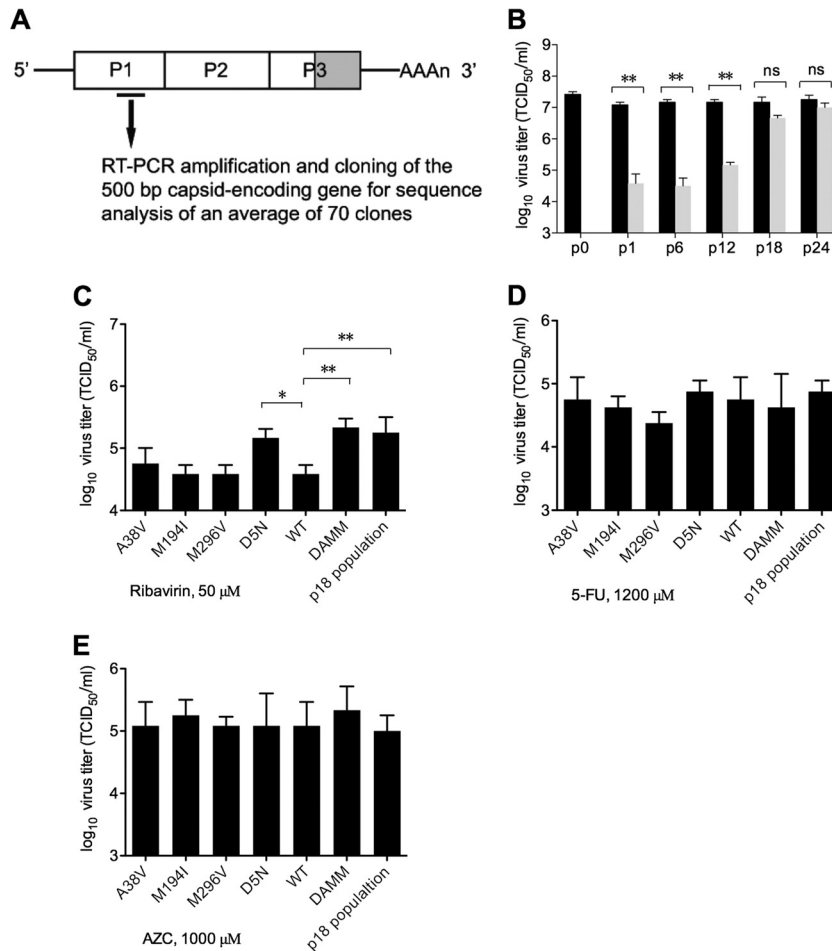 A
5' P1 P2 P3 AAAn 3'
RT-PCR amplification and cloning of the
500 bp capsid-encoding gene for sequence
analysis of an average of 70 clones
B
log10 virus titer (TCID50/ml)
9
8
7
6
5
4
3
** ** ** ns ns
p0 p1 p6 p12 p18 p24
C
log10 virus titer (TCID50/ml)
7
6
5
4
**
**
*
A38V M194I M296V D5N WT DAMM p18 population
Ribavirin, 50 μM
D
log10 virus titer (TCID50/ml)
6
5
4
3
A38V M194I M296V D5N WT DAMM p18 population
5-FU, 1200 μM
E
log10 virus titer (TCID50/ml)
6
5
4
3
A38V M194I M296V D5N WT DAMM p18 populaltion
AZC, 1000 μM